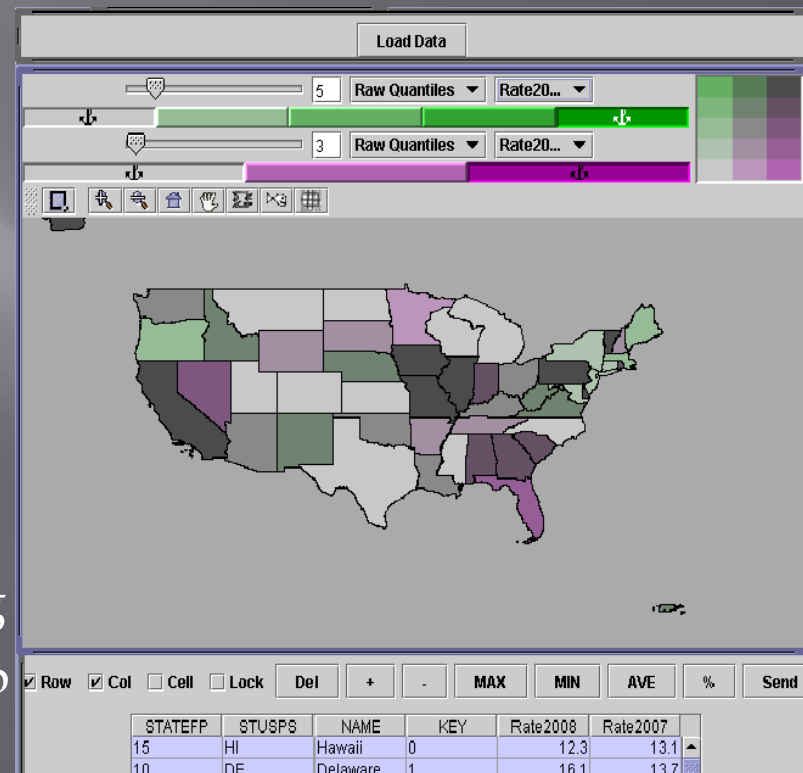 Load Data
5 Raw Quantiles Rate20...
3 Raw Quantiles Rate20...
Row Col Cell Lock Del + - MAX MIN AVE % Send
STATEFP STUSPS NAME KEY Rate2008 Rate2007
15 HI Hawaii 0 12.3 13.1
10 DE Delaware 1 16.1 13.7